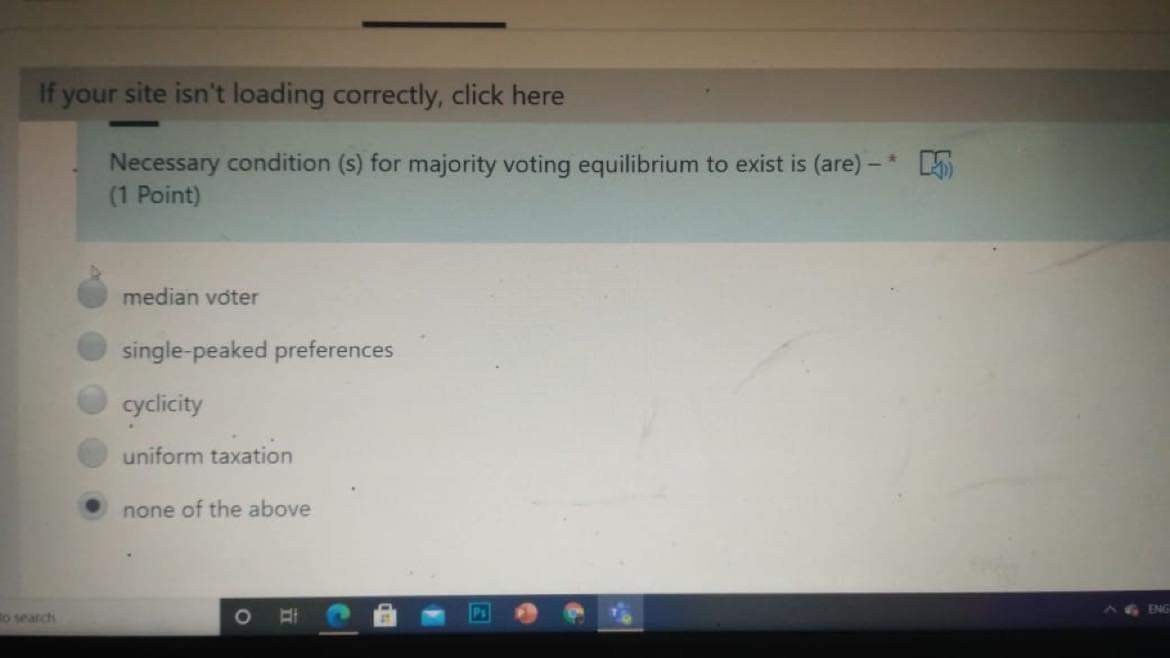 If your site isn't loading correctly, click here
Necessary condition (s) for majority voting equilibrium to exist is (are) – *
(1 Point)
median voter
single-peaked preferences
cyclicity
uniform taxation
none of the above
to search
Ps
ENG